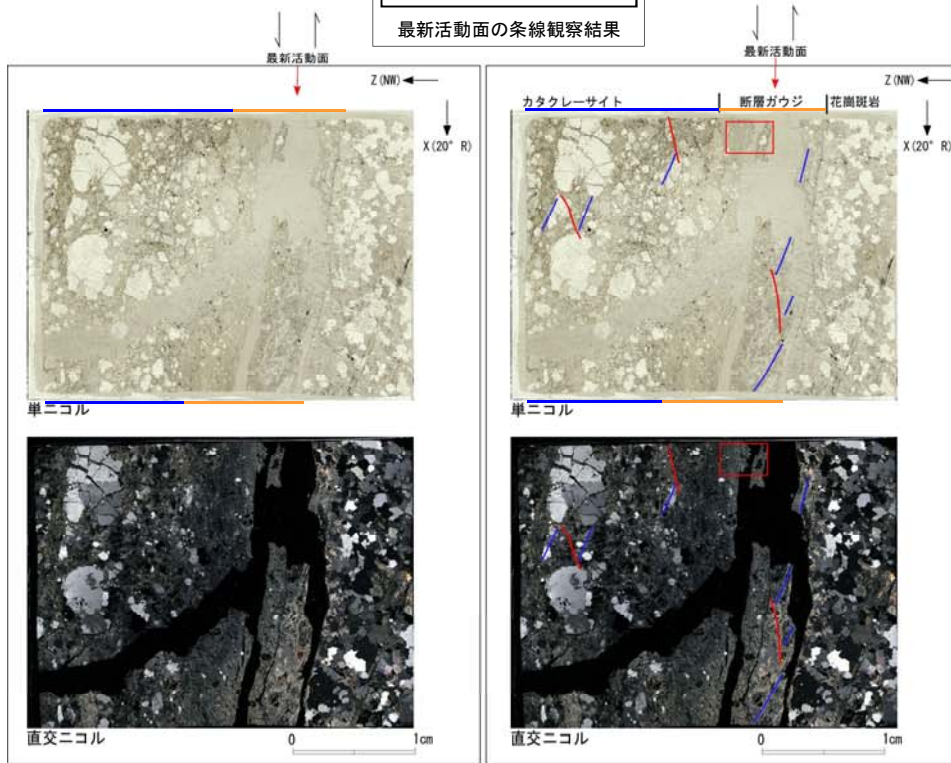 最新活動面の条線観察結果
最新活動面
Z(NW)
X(20° R)
単ニコル
直交ニコル
0 1cm
最新活動面
Z(NW)
カタクレーサイト 断層ガウジ 花崗斑岩
X(20° R)
単ニコル
直交ニコル
0 1cm